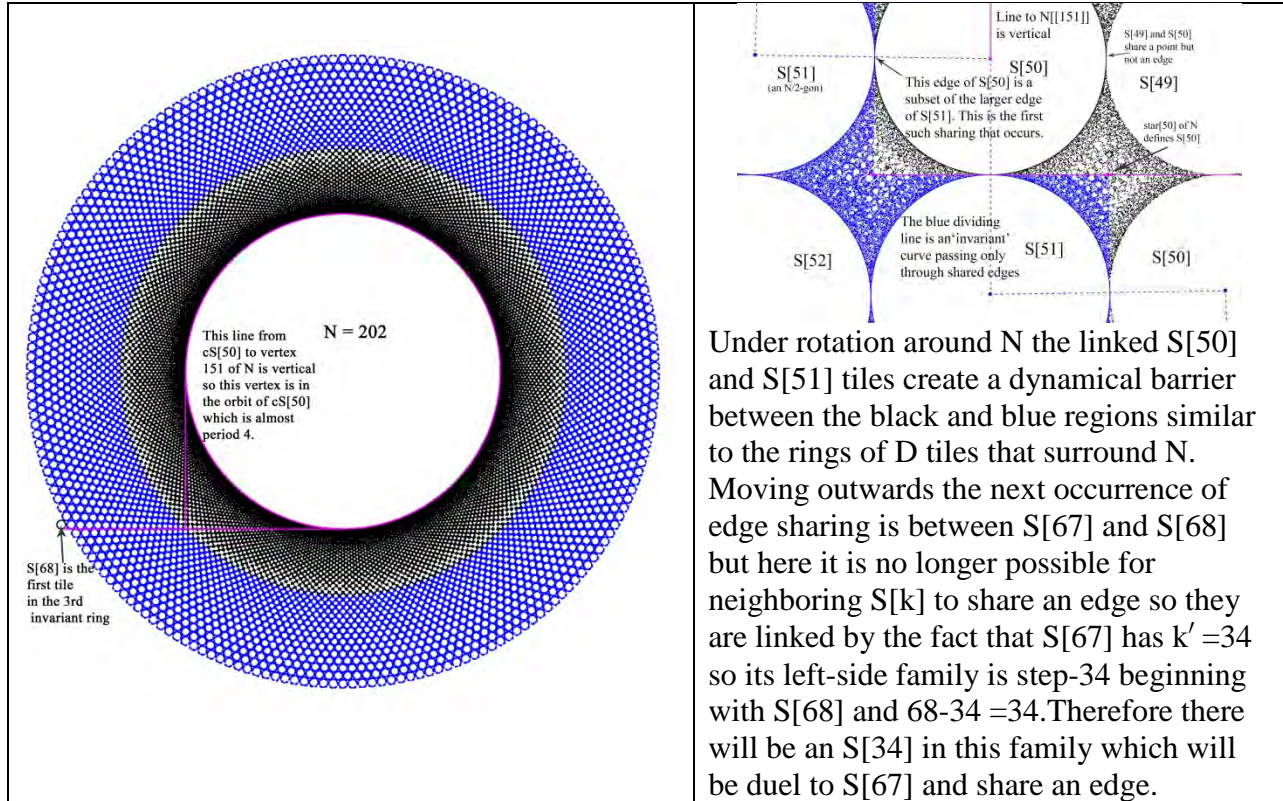 N = 202
This line from
cS[50] to vertex
151 of N is vertical
so this vertex is in
the orbit of cS[50]
which is almost
period 4.
S[68] is the
first tile
in the 3rd
invariant ring
Line to N[[151]]
is vertical
S[49] and S[50]
share a point but
not an edge
S[51]
(an N/2-gon)
S[50]
S[49]
This edge of S[50] is a
subset of the larger edge
of S[51]. This is the first
such sharing that occurs.
star[50] of N
defines S[50]
The blue dividing
line is an'invariant'
curve passing only
through shared edges
S[52]
S[51]
S[50]
Under rotation around N the linked S[50]
and S[51] tiles create a dynamical barrier
between the black and blue regions similar
to the rings of D tiles that surround N.
Moving outwards the next occurrence of
edge sharing is between S[67] and S[68]
but here it is no longer possible for
neighboring S[k] to share an edge so they
are linked by the fact that S[67] has k′ =34
so its left-side family is step-34 beginning
with S[68] and 68-34 =34.Therefore there
will be an S[34] in this family which will
be duel to S[67] and share an edge.